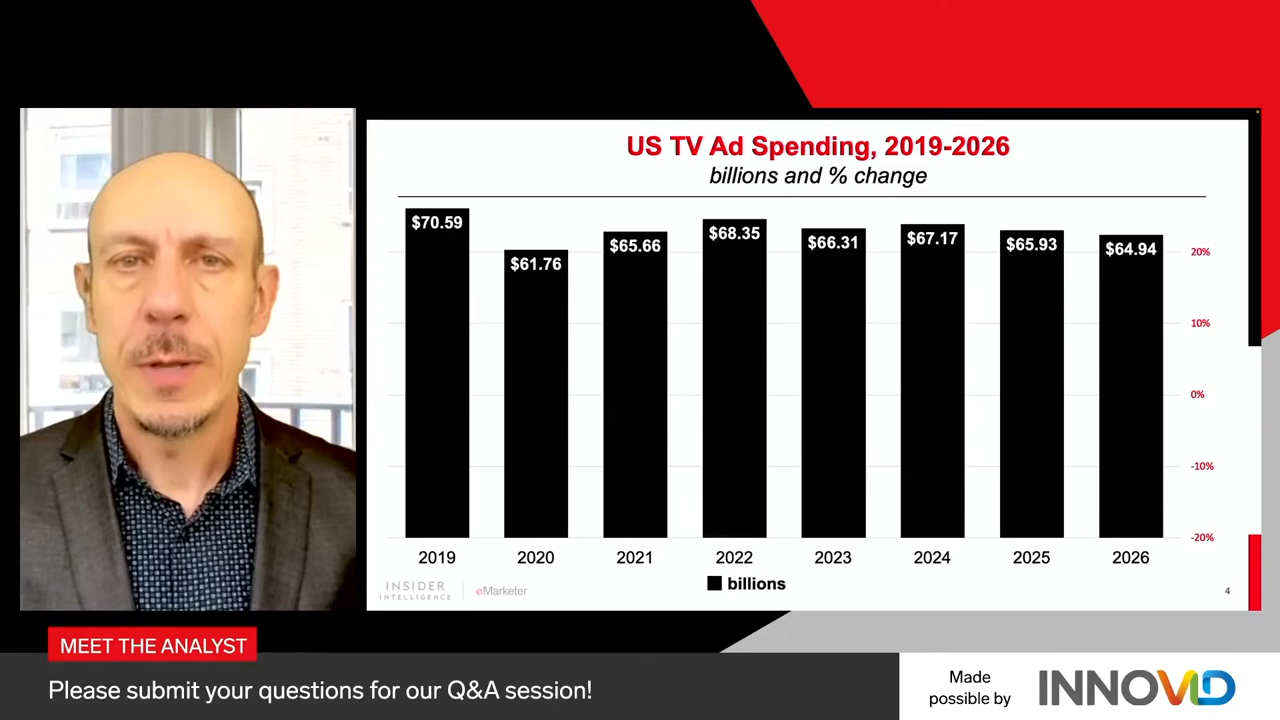 US TV Ad Spending, 2019-2026
billions and % change
$70.59
$61.76
$65.66
$68.35
$66.31
$67.17
$65.93
$64.94
20%
10%
0%
-10%
-20%
2019
2020
2021
2022
2023
2024
2025
2026
billions
INSIDER
INTELLIGENCE
eMarketer
4
MEET THE ANALYST
Please submit your questions for our Q&A session!
Made
possible by
INNOVID